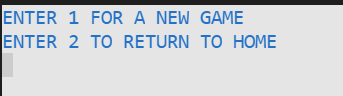 ENTER 1 FOR A NEW GAME
ENTER 2 TO RETURN TO HOME